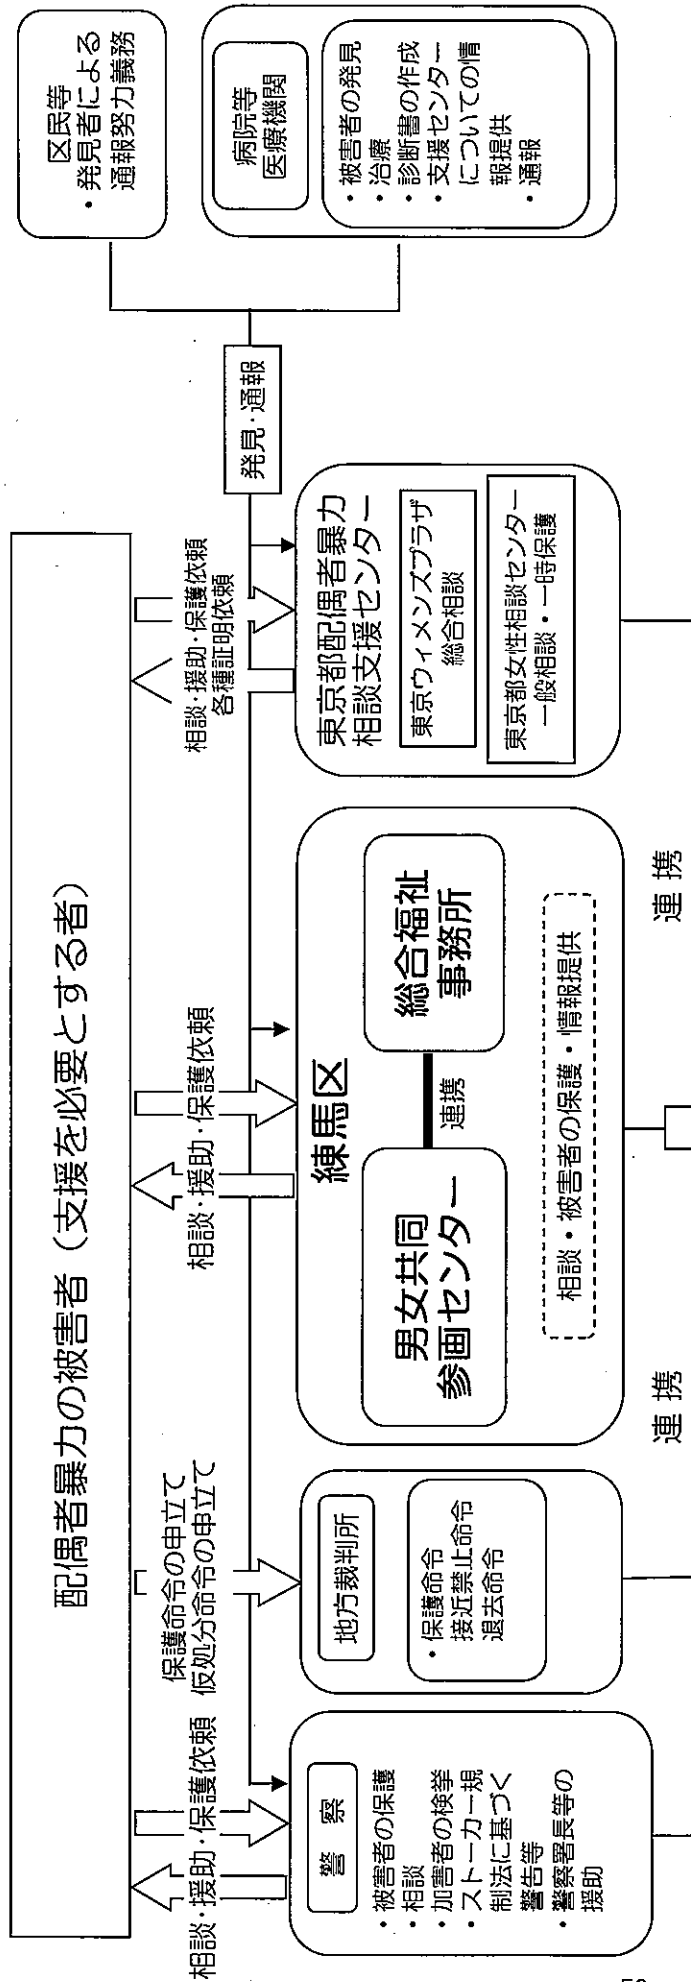 配偶者暴力の被害者（支援を必要とする者）
相談・援助・保護依頼
保護命令の申立て
仮処分命令の申立て
相談・援助・保護依頼
相談・援助・保護依頼
各種証明依頼
発見・通報
区民等
・発見者による
通報努力義務
病院等
医療機関
・被害者の発見
・治療
・診断書の作成
・支援センター
についての情
報提供
・通報
警 察
・被害者の保護
・相談
・加害者の検挙
・ストーカー規
制法に基づく
警告等
・警察署長等の
援助
地方裁判所
・保護命令
接近禁止命令
退去命令
練馬区
男女共同
参画センター
連携
総合福祉
事務所
相談・被害者の保護・情報提供
東京都配偶者暴力
相談支援センター
東京ウィメンズプラザ
総合相談
東京都女性相談センター
一般相談・一時保護
連 携
連 携